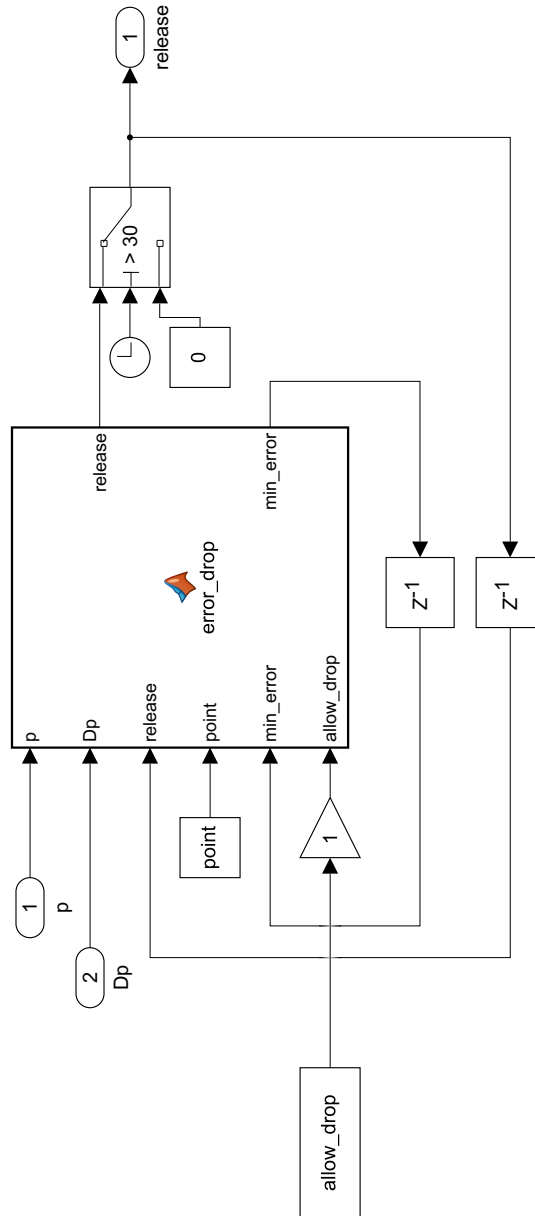 1
p
2
Dp
allow_drop
point
1
p
Dp
release
point
min_error
allow_drop
error_drop
release
min_error
0
> 30
z-1
z-1
1
release